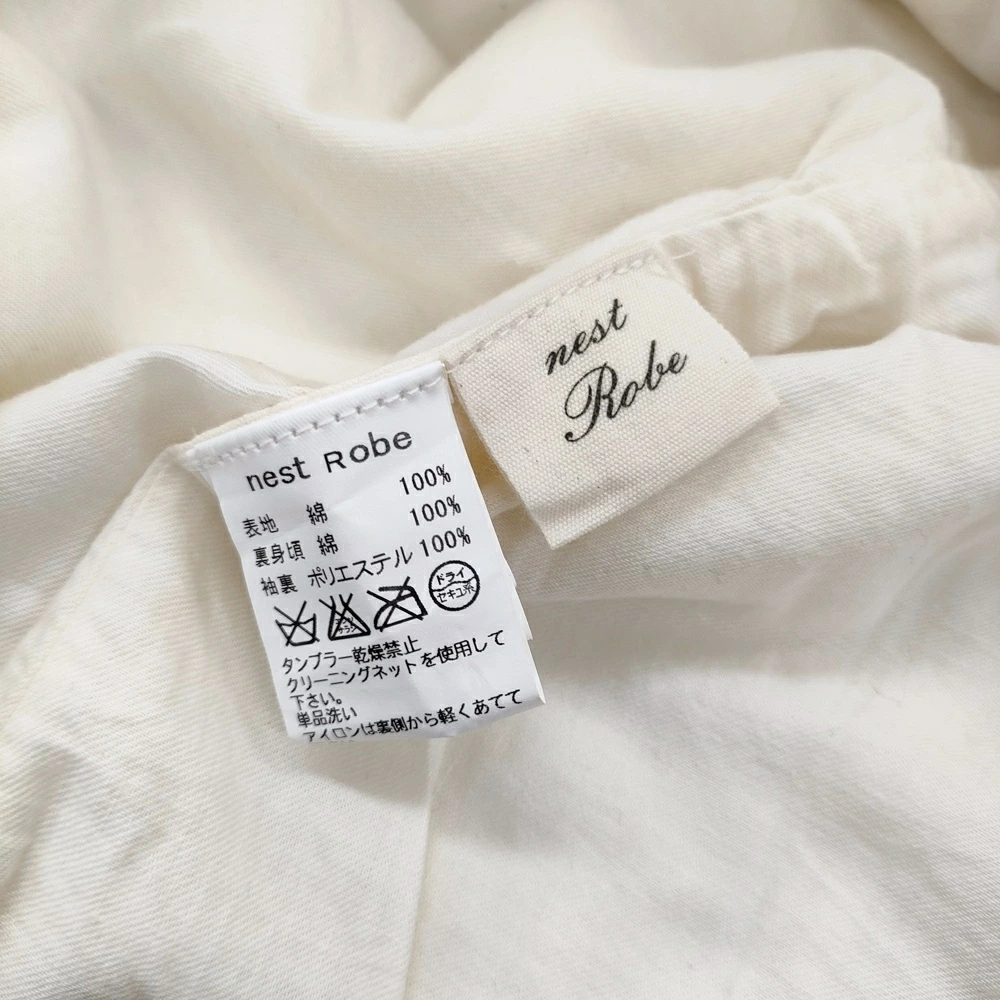 nest
Robe
nest Robe
表地 綿 100%
裏身頃 綿 100%
袖裏 ポリエステル 100%
ドライ
セキユ系
タンブラー乾燥禁止
クリーニングネットを使用して
下さい。
単品洗い
アイロンは裏側から軽くあてて